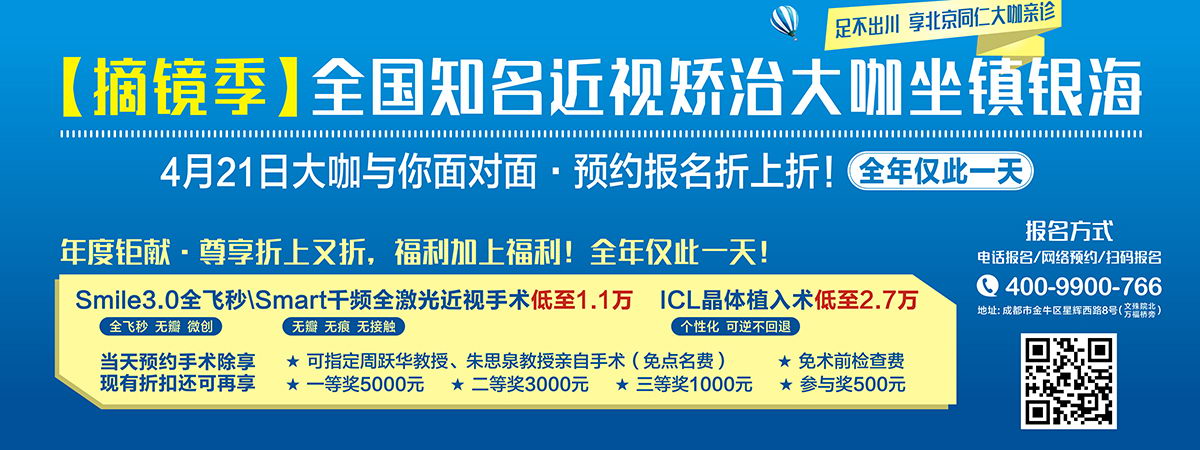 足不出川 享北京同仁大咖亲诊
【摘镜季】全国知名近视矫治大咖坐镇银海
4月21日大咖与你面对面·预约报名折上折! 全年仅此一天
年度钜献·尊享折上又折，福利加上福利! 全年仅此一天!
Smile3.0全飞秒\Smart千频全激光近视手术低至1.1万 ICL晶体植入术低至2.7万
全飞秒 无瓣 微创 无瓣 无痕 无接触 个性化 可逆不回退
当天预约手术除享 ★ 可指定周跃华教授、朱思泉教授亲自手术（免点名费） ★ 免术前检查费
现有折扣还可再享 ★ 一等奖5000元 ★ 二等奖3000元 ★ 三等奖1000元 ★ 参与奖500元
报名方式
电话报名/网络预约/扫码报名
400-9900-766
地址: 成都市金牛区星辉西路8号(文殊院北万福桥旁)